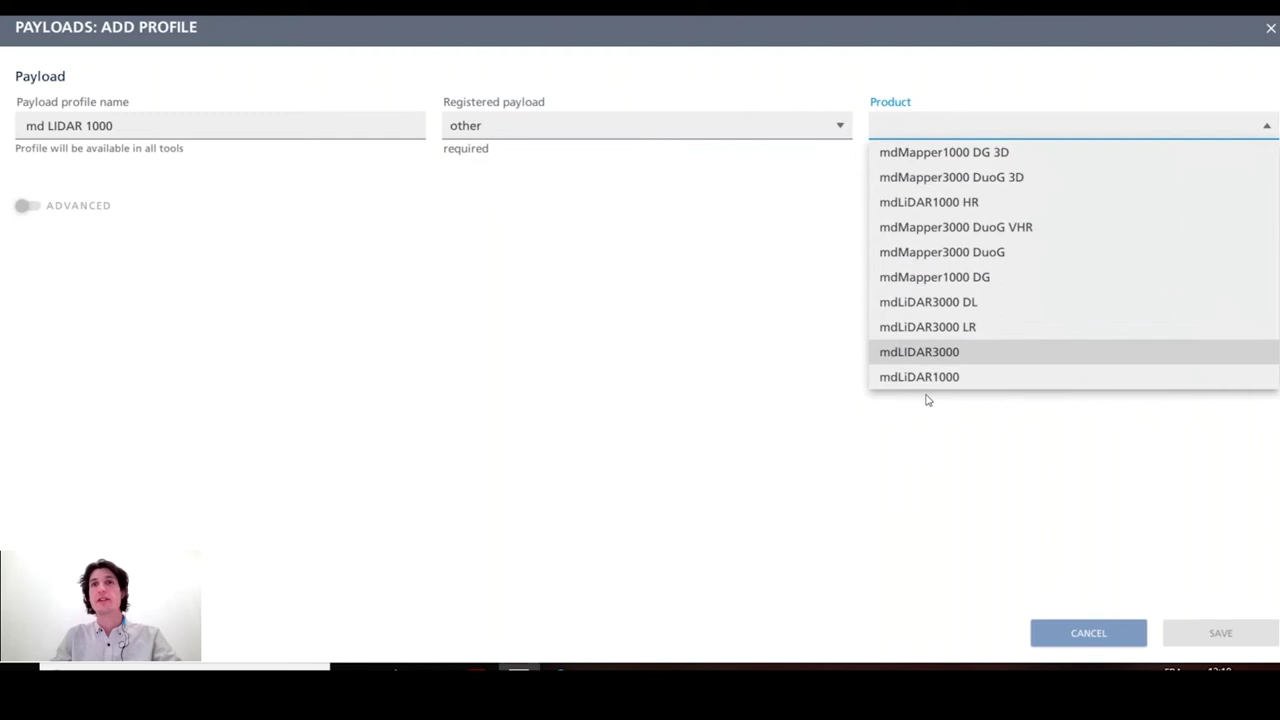 PAYLOADS: ADD PROFILE
Payload
Payload profile name
Registered payload
Product
md LIDAR 1000
other
Profile will be available in all tools
required
mdMapper1000 DG 3D
mdMapper3000 DuoG 3D
mdLiDAR1000 HR
mdMapper3000 DuoG VHR
mdMapper3000 DuoG
mdMapper1000 DG
mdLiDAR3000 DL
mdLiDAR3000 LR
mdLIDAR3000
mdLiDAR1000
ADVANCED
CANCEL
SAVE